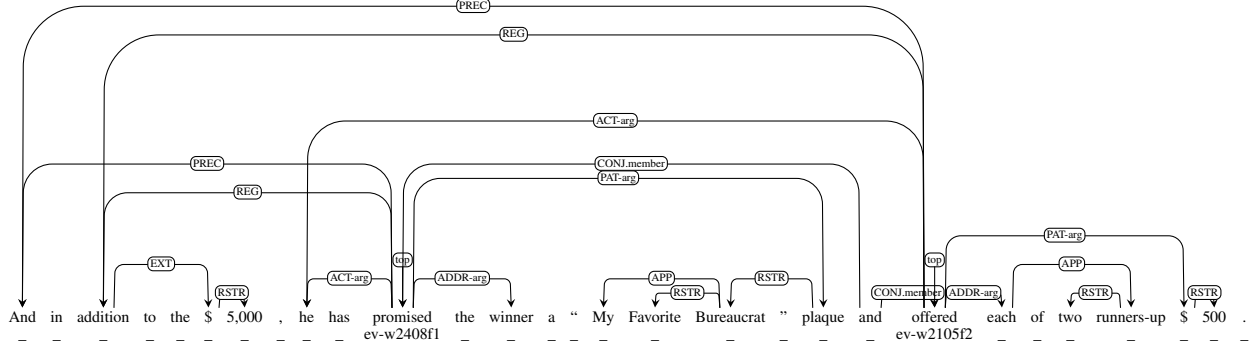 PREC
REG
ACT-arg
PREC
CONJ.member
PAT-arg
REG
PAT-arg
top
top
EXT
ACT-arg
ADDR-arg
APP
RSTR
APP
RSTR
RSTR
CONJ.member
ADDR-arg
RSTR
RSTR
And in addition to the $ 5,000 , he has promised the winner a “ My Favorite Bureaucrat ” plaque and offered each of two runners-up $ 500 .
_ _ _ _ _ _ _ _ _ _ ev-w2408f1 _ _ _ _ _ _ _ _ _ _ ev-w2105f2 _ _ _ _ _ _ _